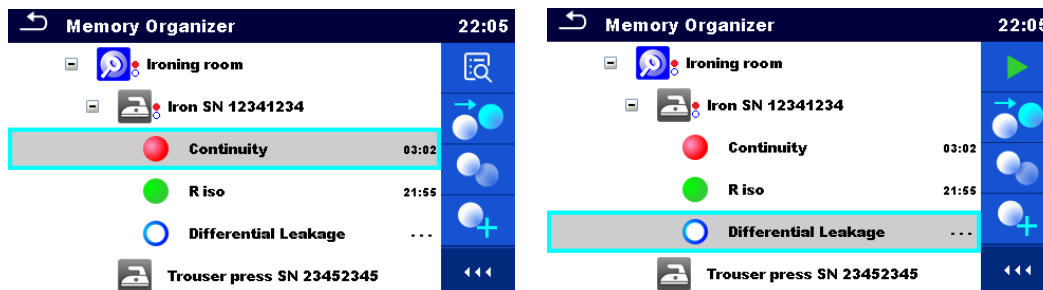 Memory Organizer 22:05
Ironing room
Iron SN 12341234
Continuity 03:02
R iso 21:55
Differential Leakage ---
Trouser press SN 23452345
Memory Organizer 22:05
Ironing room
Iron SN 12341234
Continuity 03:02
R iso 21:55
Differential Leakage ---
Trouser press SN 23452345